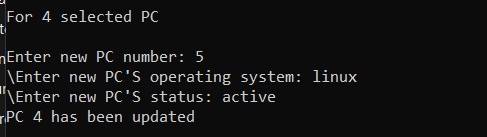 For 4 selected PC
Enter new PC number: 5
\Enter new PC'S operating system: linux
\Enter new PC'S status: active
PC 4 has been updated